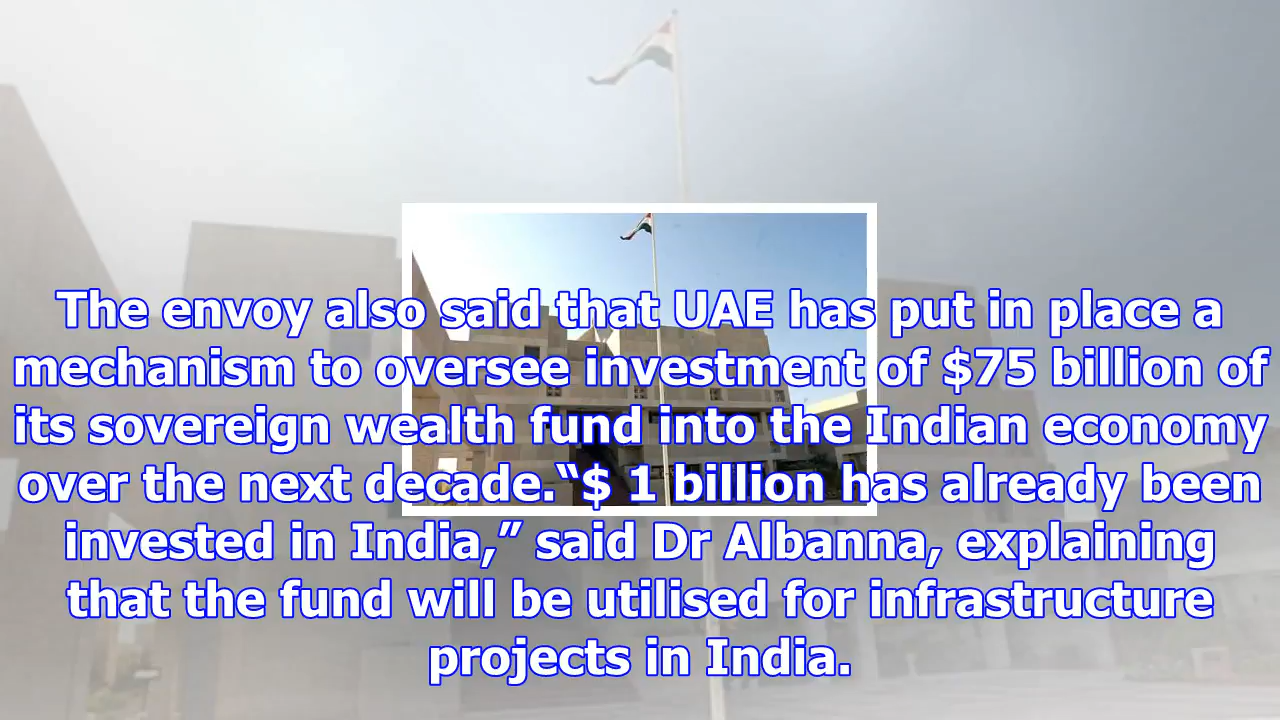 The envoy also said that UAE has put in place a
mechanism to oversee investment of $75 billion of
its sovereign wealth fund into the Indian economy
over the next decade.“$ 1 billion has already been
invested in India,” said Dr Albanna, explaining
that the fund will be utilised for infrastructure
projects in India.